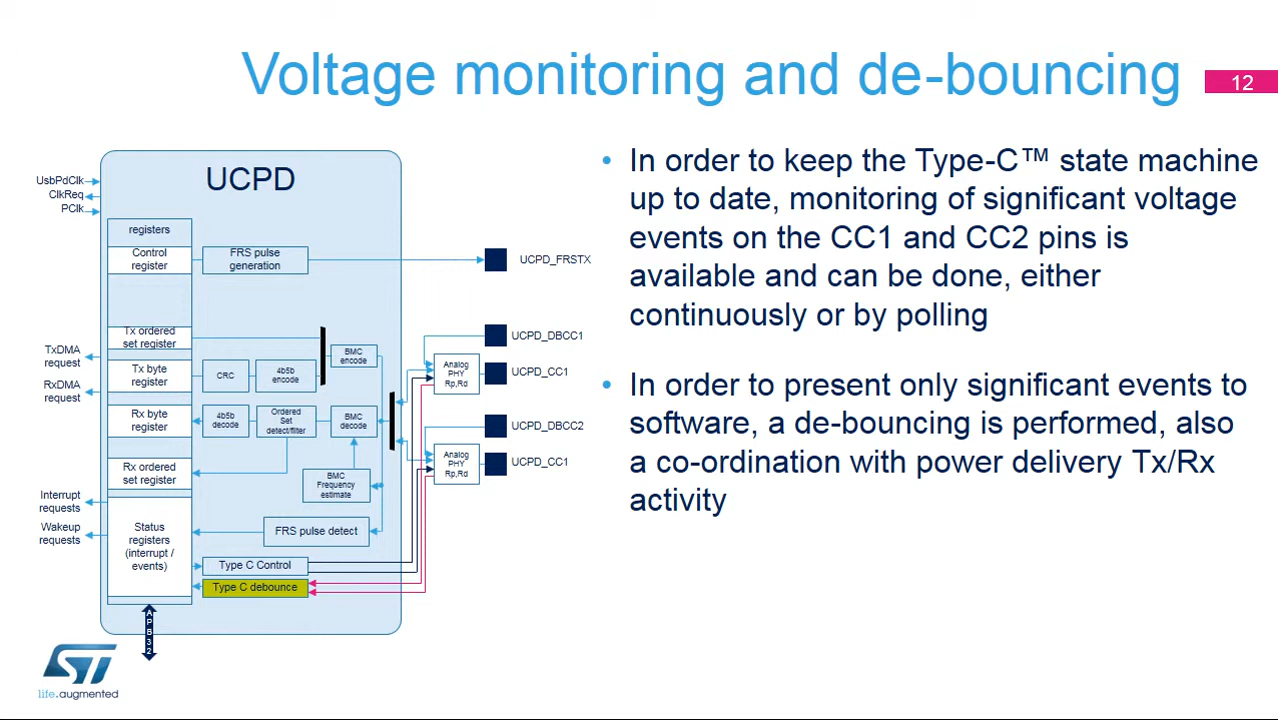 Voltage monitoring and de-bouncing
12
UCPD
UsbPdClk
ClkReq
PClk
registers
Control
register
FRS pulse
generation
UCPD_FRSTX
Tx ordered
set register
BMC
encode
UCPD_DBCC1
TxDMA
request
Tx byte
register
CRC
4b5b
encode
Analog
PHY
Rp,Rd
UCPD_CC1
RxDMA
request
Rx byte
register
4b5b
decode
Ordered
Set
detect/filter
BMC
decode
UCPD_DBCC2
Rx ordered
set register
BMC
Frequency
estimate
Analog
PHY
Rp,Rd
UCPD_CC1
Interrupt
requests
Wakeup
requests
Status
registers
(interrupt /
events)
FRS pulse detect
Type C Control
Type C debounce
A
P
B
3
2
• In order to keep the Type-C™ state machine
up to date, monitoring of significant voltage
events on the CC1 and CC2 pins is
available and can be done, either
continuously or by polling
• In order to present only significant events to
software, a de-bouncing is performed, also
a co-ordination with power delivery Tx/Rx
activity
ST
life.augmented